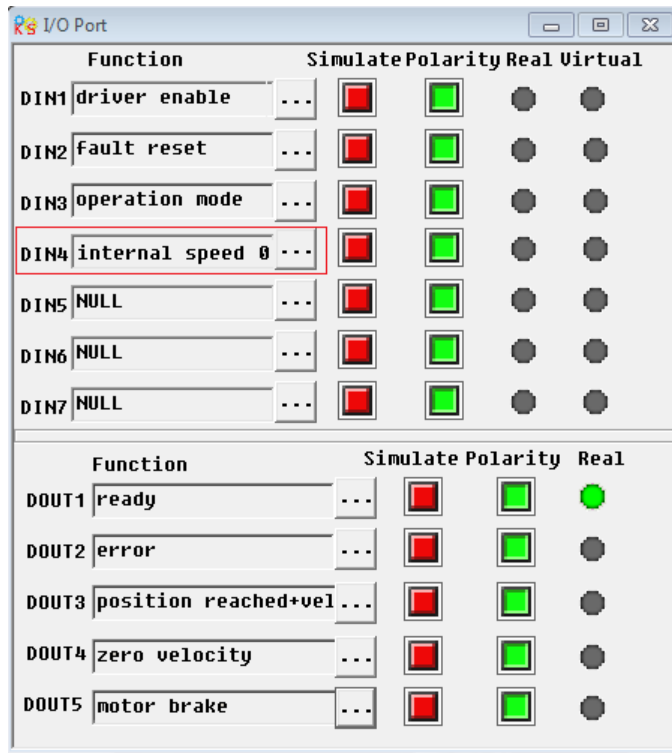 I/O Port
Function Simulate Polarity Real Virtual
DIN1 driver enable ...
DIN2 fault reset ...
DIN3 operation mode ...
DIN4 internal speed 0 ...
DIN5 NULL ...
DIN6 NULL ...
DIN7 NULL ...
Function Simulate Polarity Real
DOUT1 ready ...
DOUT2 error ...
DOUT3 position reached+vel ...
DOUT4 zero velocity ...
DOUT5 motor brake ...